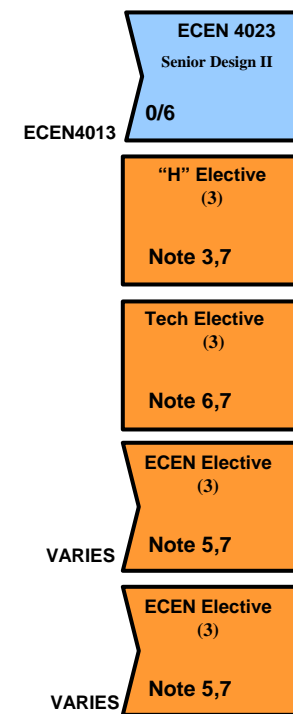 ECEN 4023
Senior Design II
0/6
ECEN4013
“H” Elective
(3)
Note 3,7
Tech Elective
(3)
Note 6,7
ECEN Elective
(3)
Note 5,7
VARIES
ECEN Elective
(3)
Note 5,7
VARIES